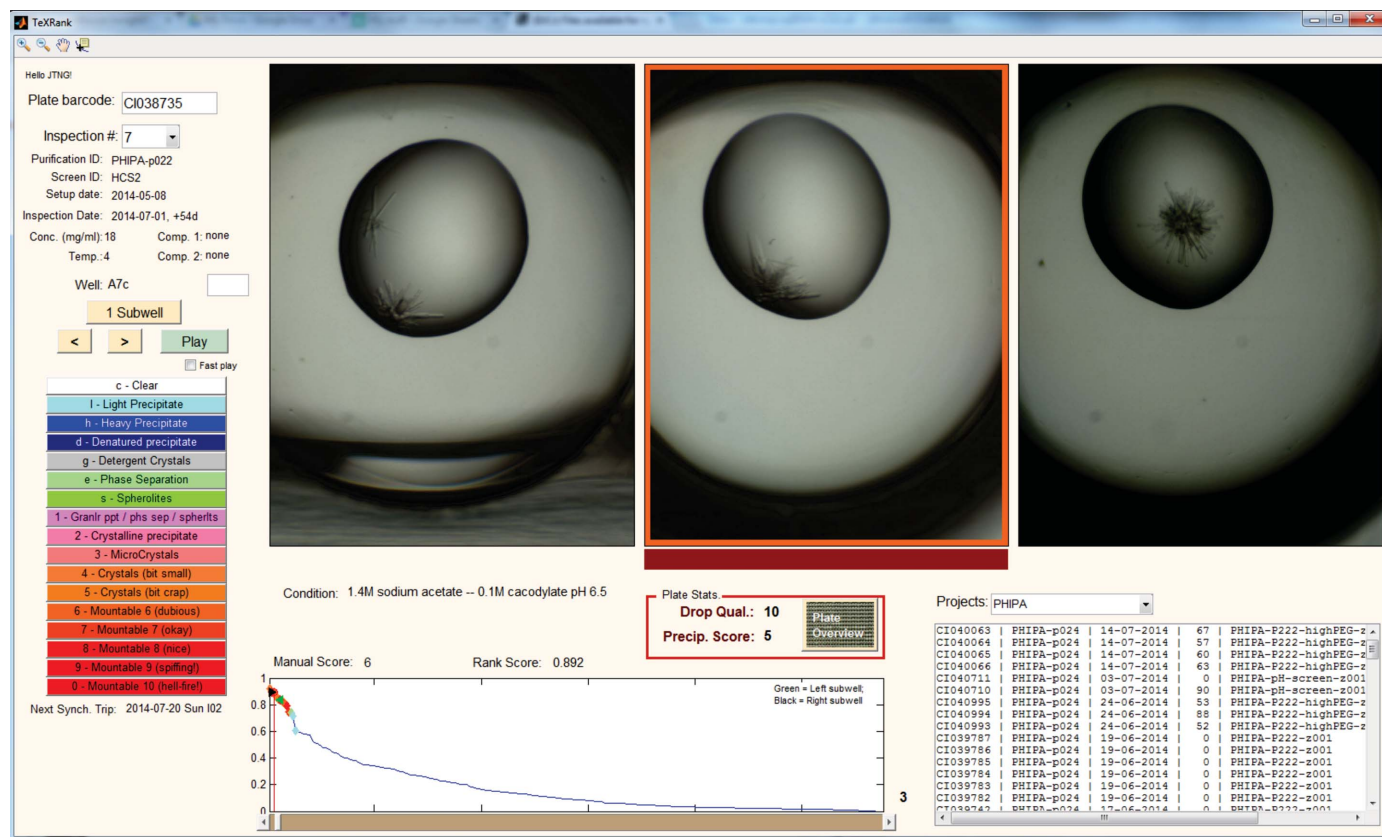 TeXRank
Hello JTNG!
Plate barcode: CI038735
Inspection #: 7
Purification ID: PHIPA-p022
Screen ID: HCS2
Setup date: 2014-05-08
Inspection Date: 2014-07-01, +54d
Conc. (mg/ml): 18 Comp. 1: none
Temp.: 4 Comp. 2: none
Well: A7c
1 Subwell
< > Play
Fast play
c - Clear
l - Light Precipitate
h - Heavy Precipitate
d - Denatured precipitate
g - Detergent Crystals
e - Phase Separation
s - Spherolites
1 - Granlr ppt / phs sep / spherlts
2 - Crystalline precipitate
3 - MicroCrystals
4 - Crystals (bit small)
5 - Crystals (bit crap)
6 - Mountable 6 (dubious)
7 - Mountable 7 (okay)
8 - Mountable 8 (nice)
9 - Mountable 9 (spiffing!)
0 - Mountable 10 (hell-fire!)
Next Synch. Trip: 2014-07-20 Sun I02
Condition: 1.4M sodium acetate -- 0.1M cacodylate pH 6.5
Manual Score: 6 Rank Score: 0.892
Green = Left subwell;
Black = Right subwell
1
0.8
0.6
0.4
0.2
0
3
Plate Stats.
Drop Qual.: 10
Precip. Score: 5
Plate
Overview
Projects: PHIPA
CI040063 | PHIPA-p024 | 14-07-2014 | 67 | PHIPA-P222-highPEG-z
CI040064 | PHIPA-p024 | 14-07-2014 | 57 | PHIPA-P222-highPEG-z
CI040065 | PHIPA-p024 | 14-07-2014 | 60 | PHIPA-P222-highPEG-z
CI040066 | PHIPA-p024 | 14-07-2014 | 63 | PHIPA-P222-highPEG-z
CI040711 | PHIPA-p024 | 03-07-2014 | 0 | PHIPA-pH-screen-z001
CI040710 | PHIPA-p024 | 03-07-2014 | 90 | PHIPA-pH-screen-z001
CI040995 | PHIPA-p024 | 24-06-2014 | 53 | PHIPA-P222-highPEG-z
CI040994 | PHIPA-p024 | 24-06-2014 | 88 | PHIPA-P222-highPEG-z
CI040993 | PHIPA-p024 | 24-06-2014 | 52 | PHIPA-P222-highPEG-z
CI039787 | PHIPA-p024 | 19-06-2014 | 0 | PHIPA-P222-z001
CI039786 | PHIPA-p024 | 19-06-2014 | 0 | PHIPA-P222-z001
CI039785 | PHIPA-p024 | 19-06-2014 | 0 | PHIPA-P222-z001
CI039784 | PHIPA-p024 | 19-06-2014 | 0 | PHIPA-P222-z001
CI039783 | PHIPA-p024 | 19-06-2014 | 0 | PHIPA-P222-z001
CI039782 | PHIPA-p024 | 19-06-2014 | 0 | PHIPA-P222-z001
CI039742 | PHIPA-p024 | 17-06-2014 | 0 | PHIPA-P222-z001